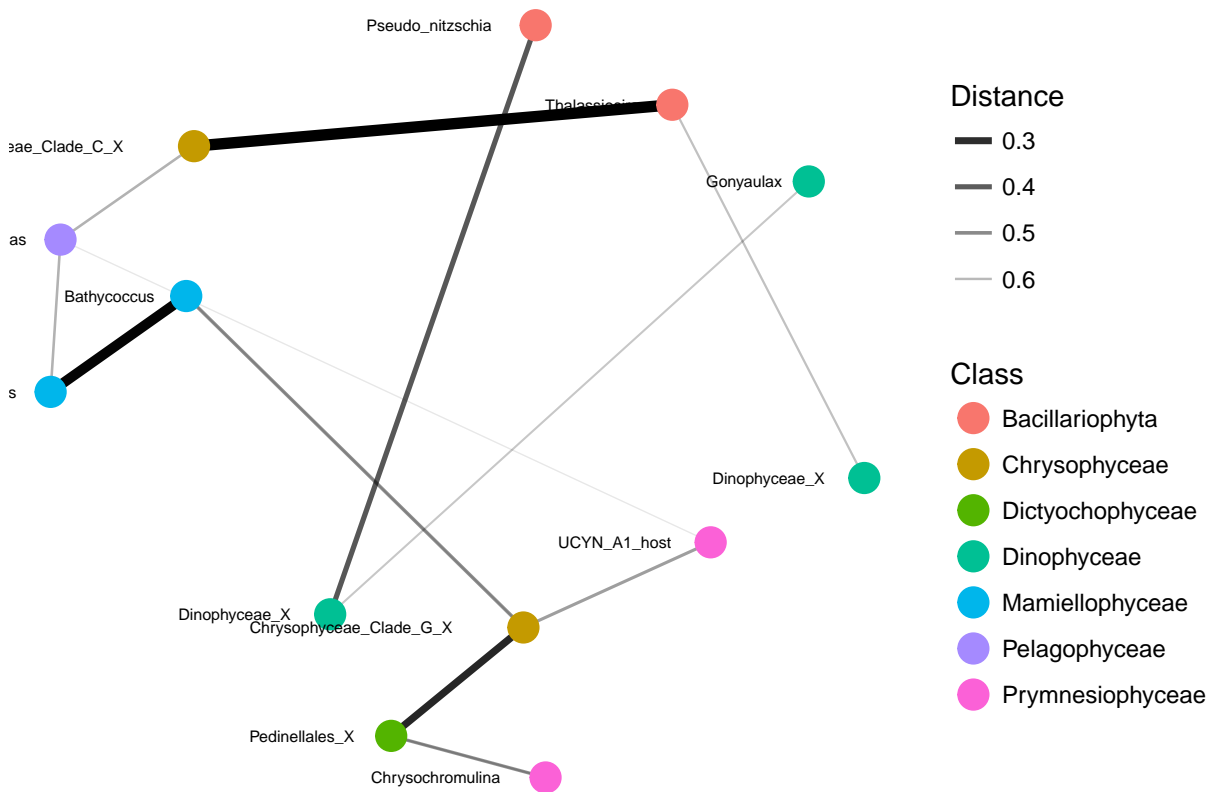 Pseudo_nitzschia
Distance
0.3
eae_Clade_C_X
0.4
Gonyaulax
0.5
as
0.6
Bathycoccus
Class
s
Bacillariophyta
Chrysophyceae
Dinophyceae_X
Dictyochophyceae
UCYN_A1_host
Dinophyceae
Mamiellophyceae
Dinophyceae_X
Chrysophyceae_Clade_G_X
Pelagophyceae
Prymnesiophyceae
Pedinellales_X
Chrysochromulina